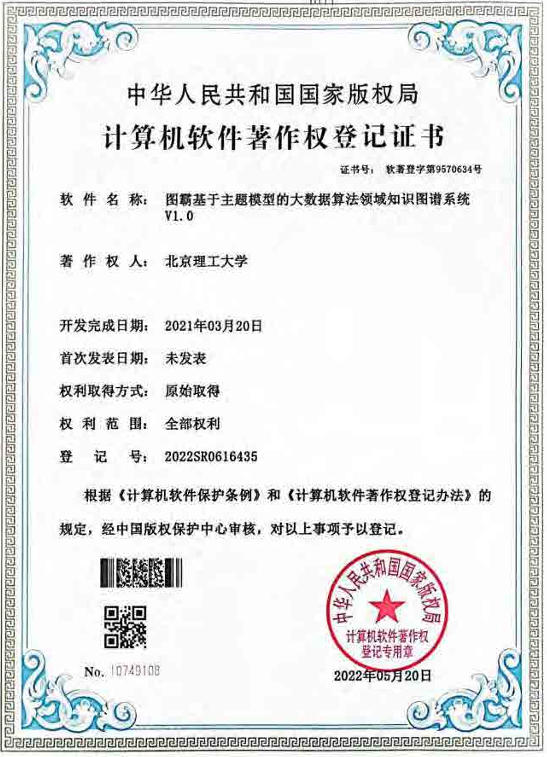 中华人民共和国国家版权局
计算机软件著作权登记证书
证书号： 软著登字第9570634号
软件名称： 图霸基于主题模型的大数据算法领域知识图谱系统
V1.0
著作权人： 北京理工大学
开发完成日期： 2021年03月20日
首次发表日期： 未发表
权利取得方式： 原始取得
权利范围： 全部权利
登记号： 2022SR0616435
根据《计算机软件保护条例》和《计算机软件著作权登记办法》的
规定，经中国版权保护中心审核，对以上事项予以登记。
中华人民共和国国家版权局
计算机软件著作权
登记专用章
No. 10749108
2022年05月20日